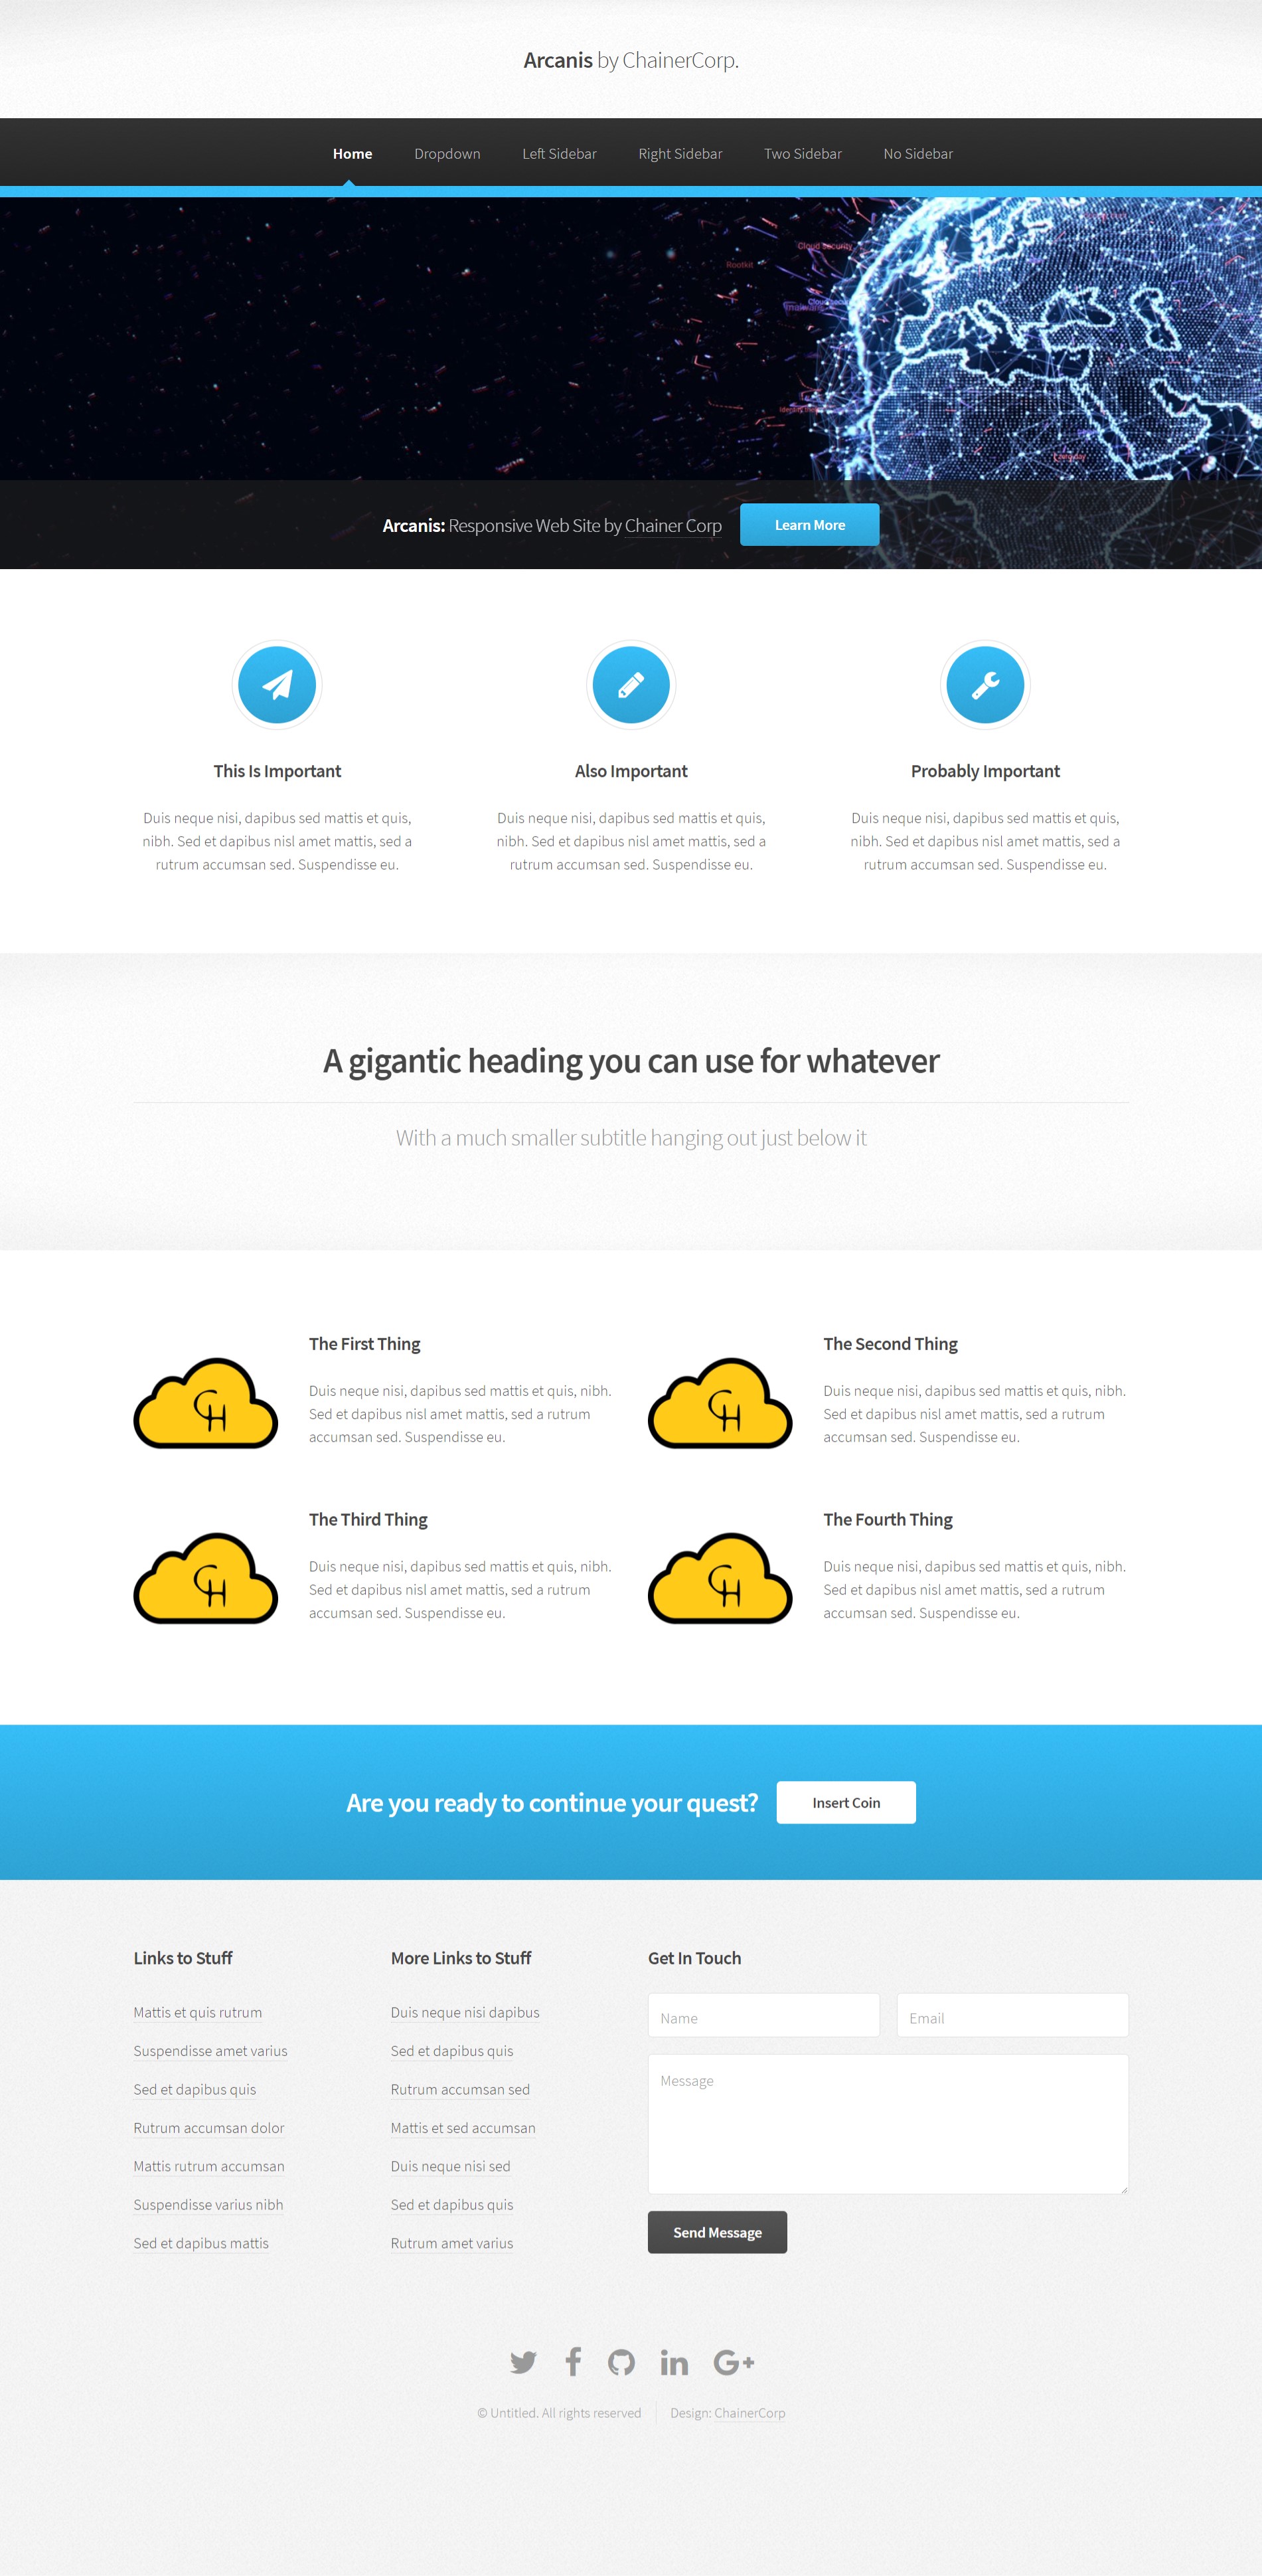 Arcanis by ChainerCorp.
Home Dropdown Left Sidebar Right Sidebar Two Sidebar No Sidebar
Cloud security
Rootkit
malware
Arcanis: Responsive Web Site by Chainer Corp
Learn More
This Is Important
Duis neque nisi, dapibus sed mattis et quis,
nibh. Sed et dapibus nisl amet mattis, sed a
rutrum accumsan sed. Suspendisse eu.
Also Important
Duis neque nisi, dapibus sed mattis et quis,
nibh. Sed et dapibus nisl amet mattis, sed a
rutrum accumsan sed. Suspendisse eu.
Probably Important
Duis neque nisi, dapibus sed mattis et quis,
nibh. Sed et dapibus nisl amet mattis, sed a
rutrum accumsan sed. Suspendisse eu.
A gigantic heading you can use for whatever
With a much smaller subtitle hanging out just below it
CH
The First Thing
Duis neque nisi, dapibus sed mattis et quis, nibh.
Sed et dapibus nisl amet mattis, sed a rutrum
accumsan sed. Suspendisse eu.
CH
The Second Thing
Duis neque nisi, dapibus sed mattis et quis, nibh.
Sed et dapibus nisl amet mattis, sed a rutrum
accumsan sed. Suspendisse eu.
CH
The Third Thing
Duis neque nisi, dapibus sed mattis et quis, nibh.
Sed et dapibus nisl amet mattis, sed a rutrum
accumsan sed. Suspendisse eu.
CH
The Fourth Thing
Duis neque nisi, dapibus sed mattis et quis, nibh.
Sed et dapibus nisl amet mattis, sed a rutrum
accumsan sed. Suspendisse eu.
Are you ready to continue your quest?
Insert Coin
Links to Stuff
Mattis et quis rutrum
Suspendisse amet varius
Sed et dapibus quis
Rutrum accumsan dolor
Mattis rutrum accumsan
Suspendisse varius nibh
Sed et dapibus mattis
More Links to Stuff
Duis neque nisi dapibus
Sed et dapibus quis
Rutrum accumsan sed
Mattis et sed accumsan
Duis neque nisi sed
Sed et dapibus quis
Rutrum amet varius
Get In Touch
Name
Email
Message
Send Message
© Untitled. All rights reserved
Design: ChainerCorp